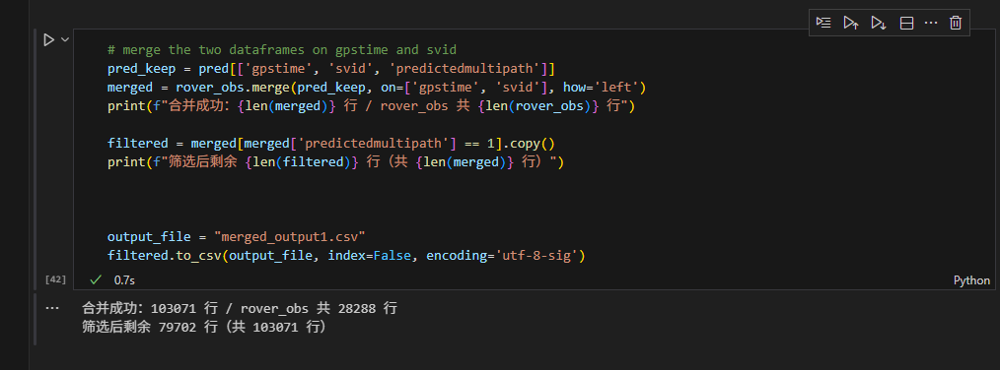 # merge the two dataframes on gpstime and svid
pred_keep = pred[['gpstime', 'svid', 'predictedmultipath']]
merged = rover_obs.merge(pred_keep, on=['gpstime', 'svid'], how='left')
print(f"合并成功: {len(merged)} 行 / rover_obs 共 {len(rover_obs)} 行")
filtered = merged[merged['predictedmultipath'] == 1].copy()
print(f"筛选后剩余 {len(filtered)} 行（共 {len(merged)} 行）")
output_file = "merged_output1.csv"
filtered.to_csv(output_file, index=False, encoding='utf-8-sig')
[42] 0.7s Python
合并成功: 103071 行 / rover_obs 共 28288 行
筛选后剩余 79702 行（共 103071 行）